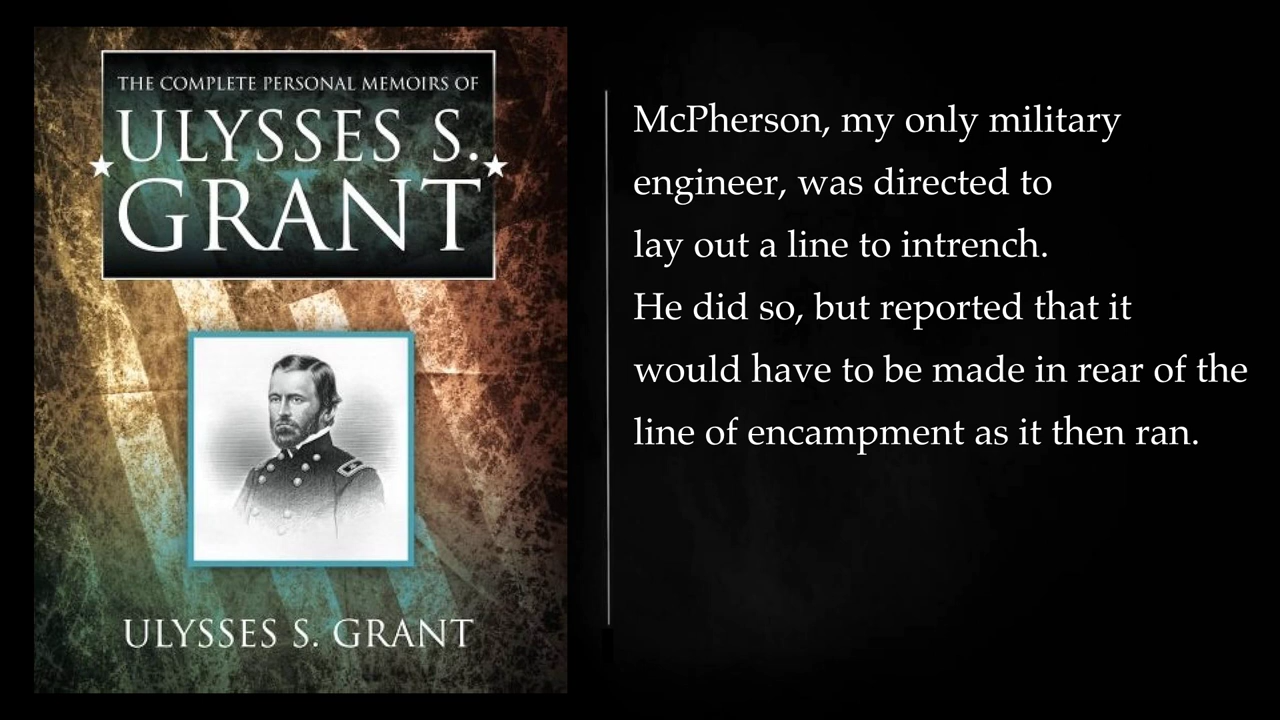 THE COMPLETE PERSONAL MEMOIRS OF
ULYSSES S.
GRANT
ULYSSES S. GRANT
McPherson, my only military
engineer, was directed to
lay out a line to intrench.
He did so, but reported that it
would have to be made in rear of the
line of encampment as it then ran.